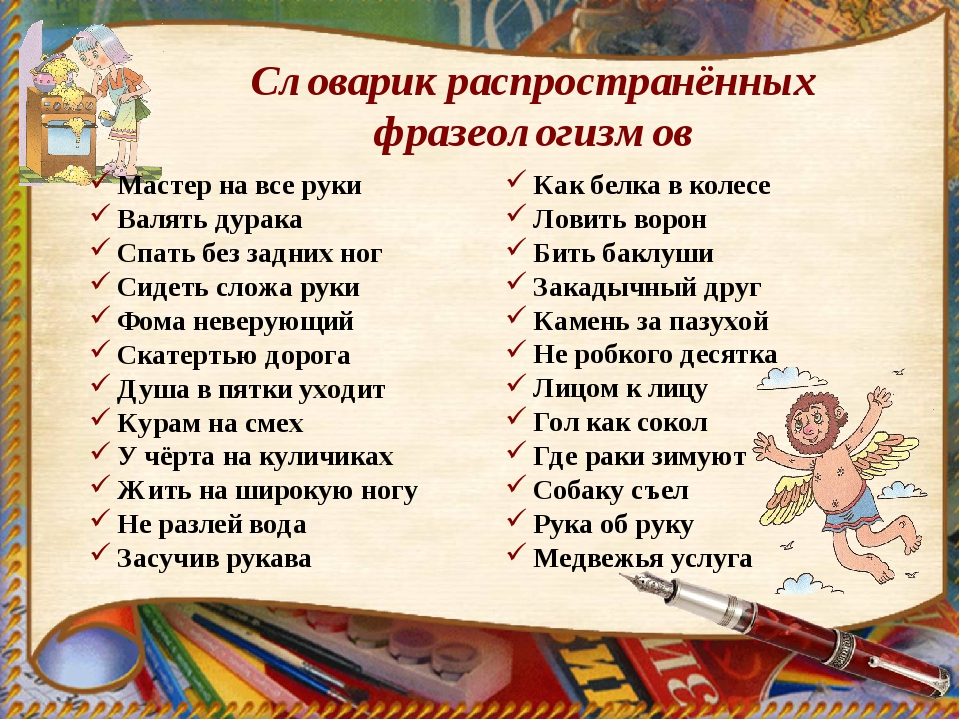 Словарик распространённых
фразеологизмов
Мастер на все руки
Валять дурака
Спать без задних ног
Сидеть сложа руки
Фома неверующий
Скатертью дорога
Душа в пятки уходит
Курам на смех
У чёрта на куличиках
Жить на широкую ногу
Не разлей вода
Засучив рукава
Как белка в колесе
Ловить ворон
Бить баклуши
Закадычный друг
Камень за пазухой
Не робкого десятка
Лицом к лицу
Гол как сокол
Где раки зимуют
Собаку съел
Рука об руку
Медвежья услуга